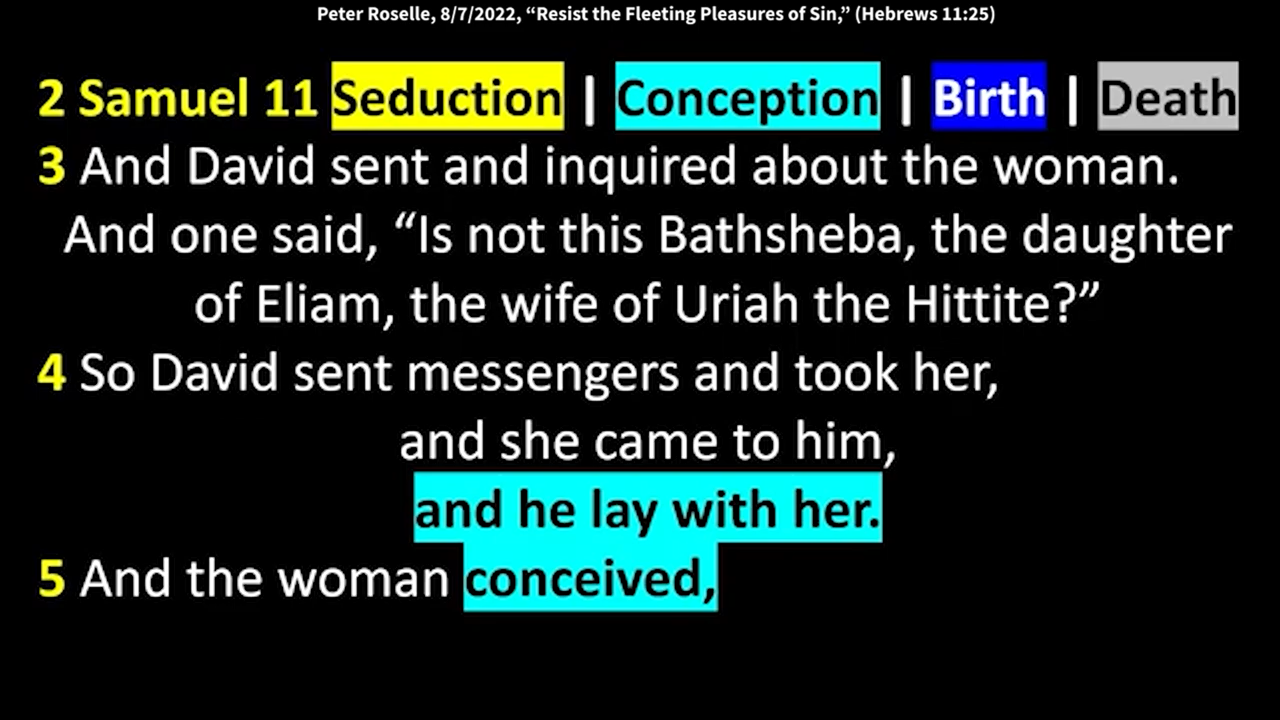 Peter Roselle, 8/7/2022, “Resist the Fleeting Pleasures of Sin,” (Hebrews 11:25)
2 Samuel 11 Seduction | Conception | Birth | Death
3 And David sent and inquired about the woman.
And one said, “Is not this Bathsheba, the daughter
of Eliam, the wife of Uriah the Hittite?”
4 So David sent messengers and took her,
and she came to him,
and he lay with her.
5 And the woman conceived,